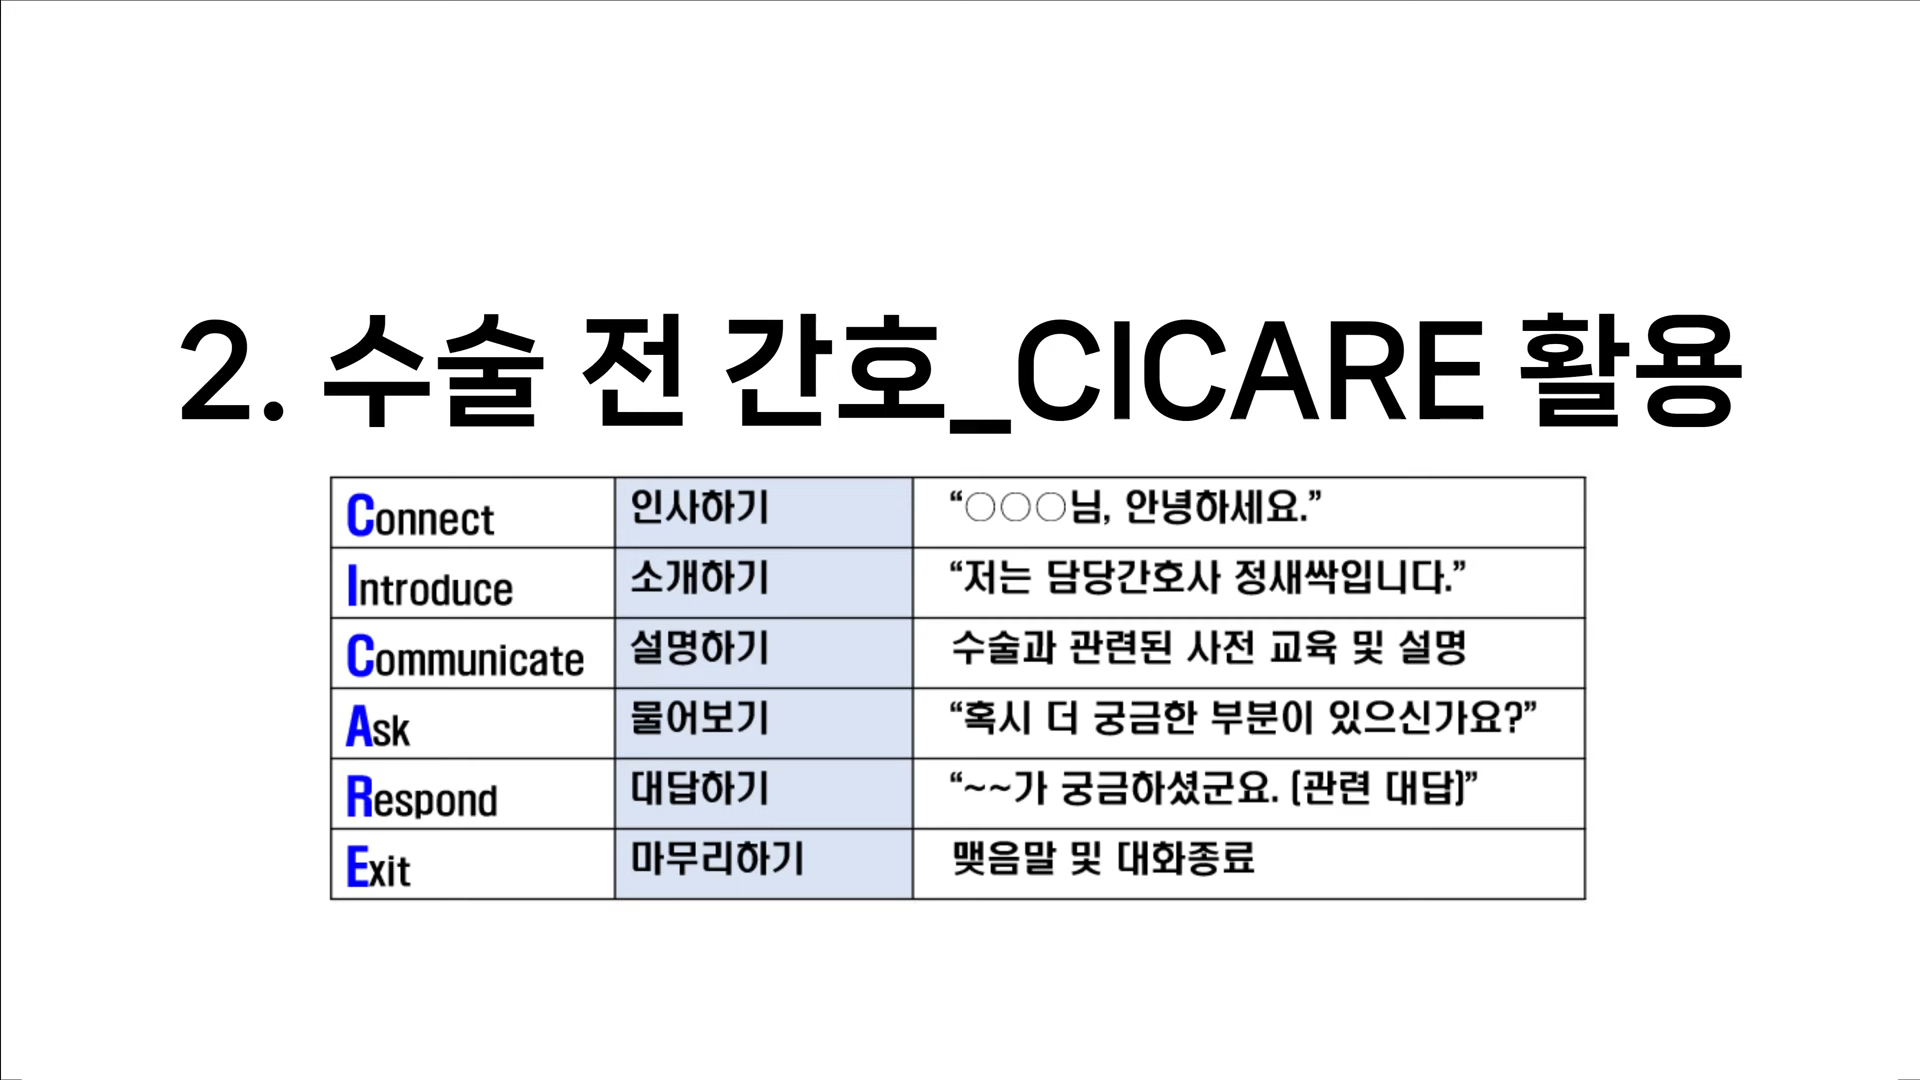 2. 수술 전 간호_CICARE 활용
Connect 인사하기 “○○○님, 안녕하세요.”
Introduce 소개하기 “저는 담당간호사 정새싹입니다.”
Communicate 설명하기 수술과 관련된 사전 교육 및 설명
Ask 물어보기 “혹시 더 궁금한 부분이 있으신가요?”
Respond 대답하기 “~~가 궁금하셨군요. (관련 대답)”
Exit 마무리하기 맺음말 및 대화종료